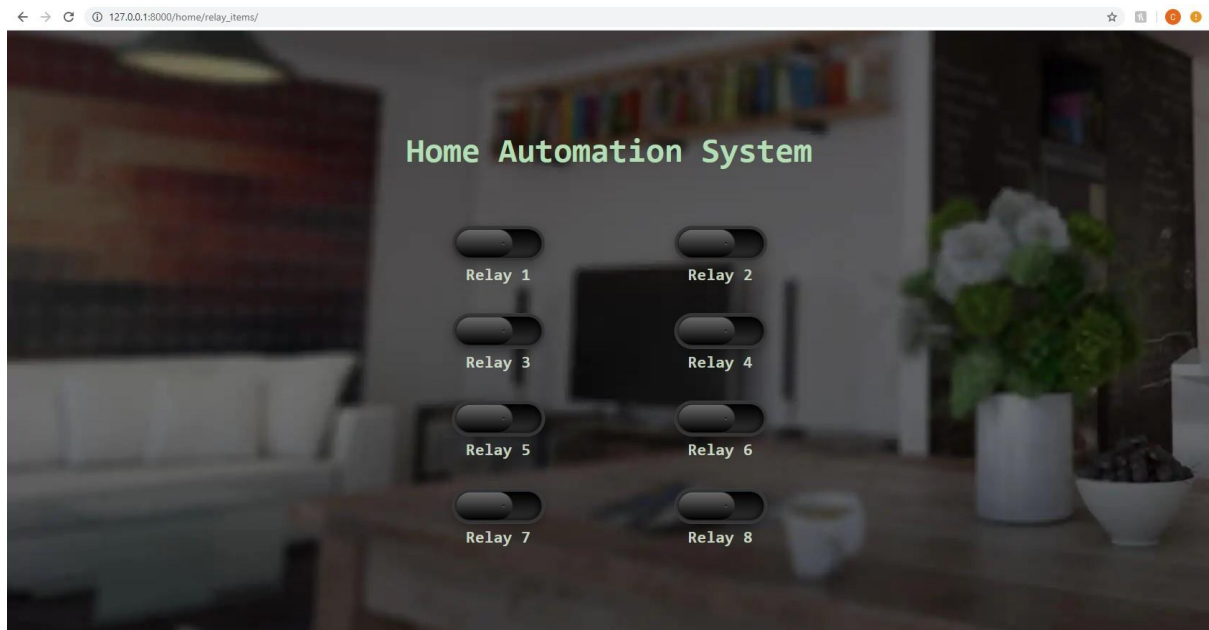 127.0.0.1:8000/home/relay_items/
Home Automation System
Relay 1 Relay 2
Relay 3 Relay 4
Relay 5 Relay 6
Relay 7 Relay 8